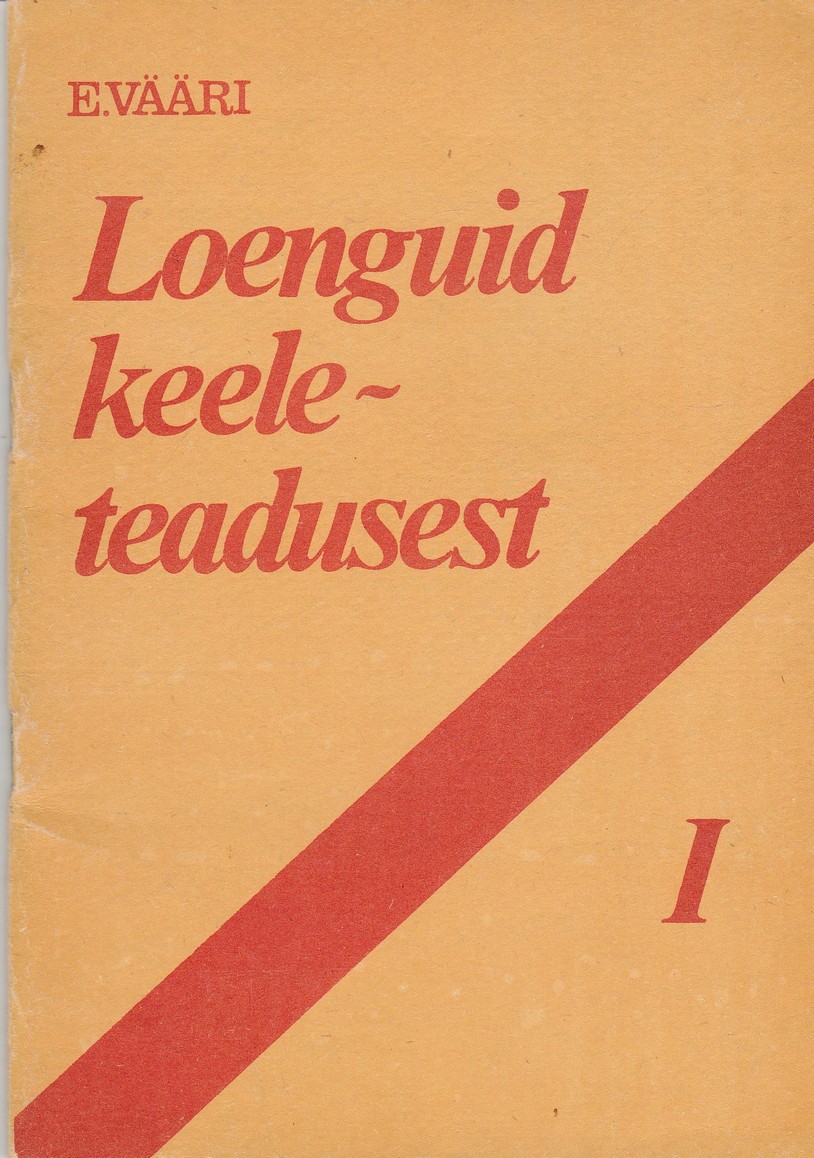 E.VÄÄRI
Loenguid
keele-
teadusest
I